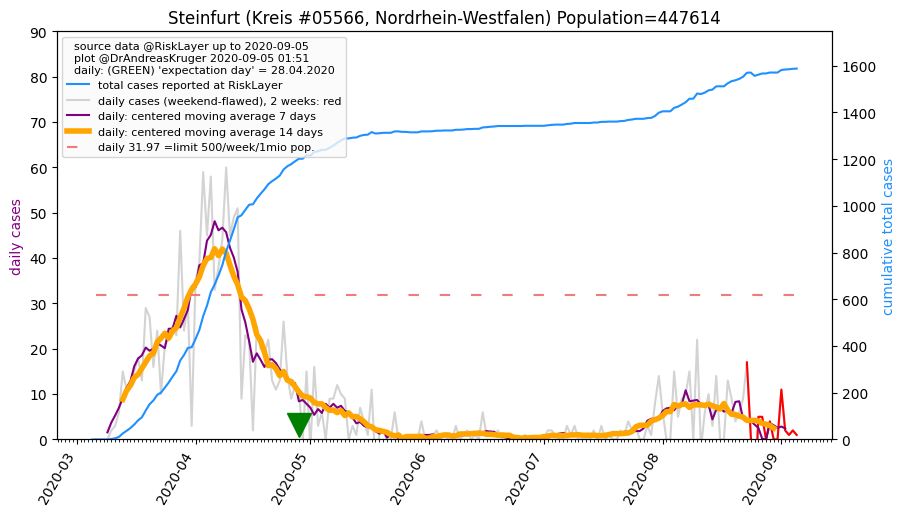 Steinfurt (Kreis #05566, Nordrhein-Westfalen) Population=447614
source data @RiskLayer up to 2020-09-05
plot @DrAndreasKruger 2020-09-05 01:51
daily: (GREEN) 'expectation day' = 28.04.2020
total cases reported at RiskLayer
daily cases (weekend-flawed), 2 weeks: red
daily: centered moving average 7 days
daily: centered moving average 14 days
daily 31.97 =limit 500/week/1mio pop.
daily cases
90
80
70
60
50
40
30
20
10
0
cumulative total cases
1600
1400
1200
1000
800
600
400
200
0
2020-03
2020-04
2020-05
2020-06
2020-07
2020-08
2020-09